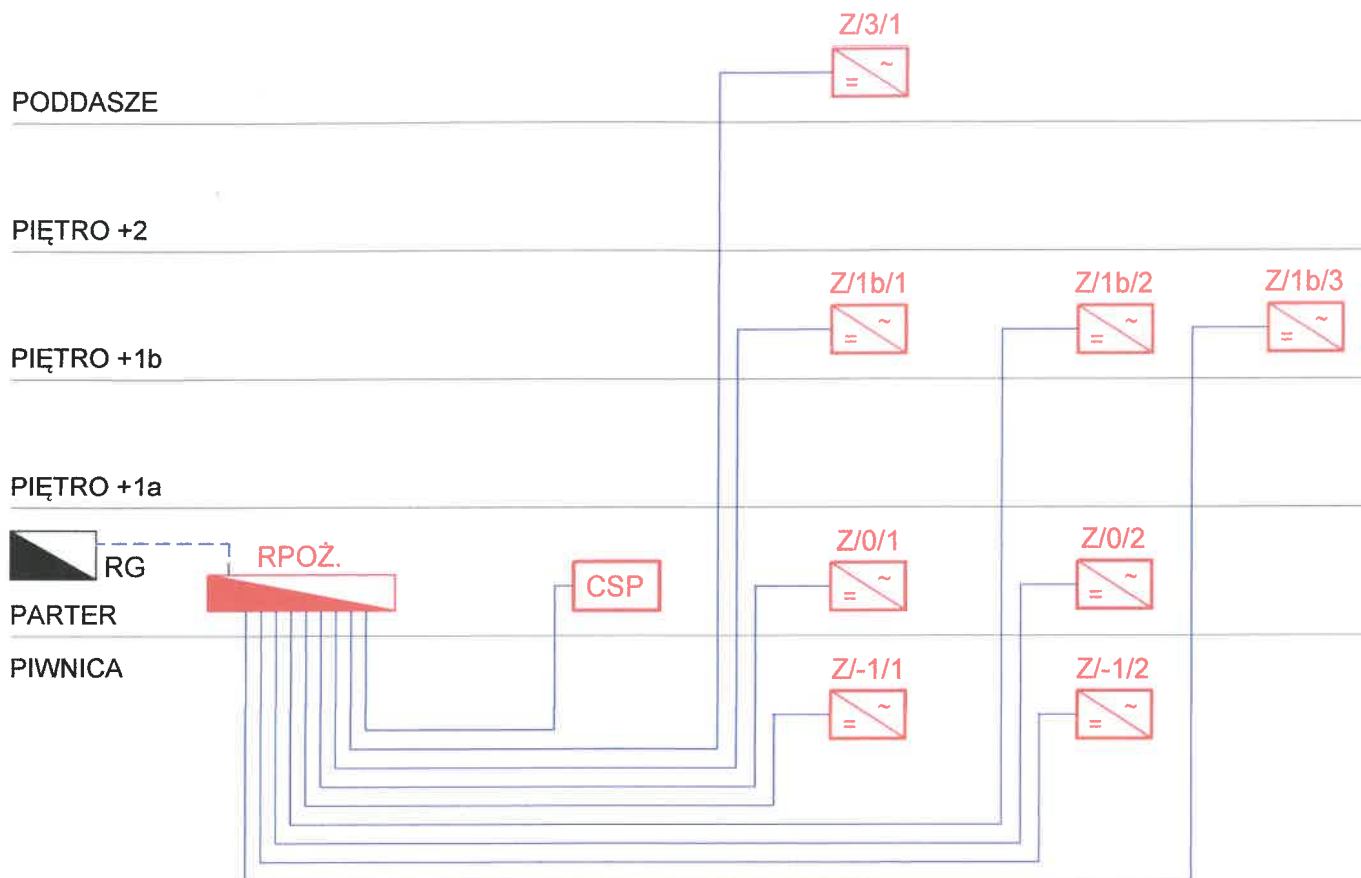 Z/3/1
~
=
PODDASZE
PIĘTRO +2
Z/1b/1
Z/1b/2
Z/1b/3
~
~
~
=
=
=
PIĘTRO +1b
PIĘTRO +1a
RG
RPOŻ.
CSP
Z/0/1
Z/0/2
~
~
=
=
PARTER
PIWNICA
Z/-1/1
Z/-1/2
~
~
=
=